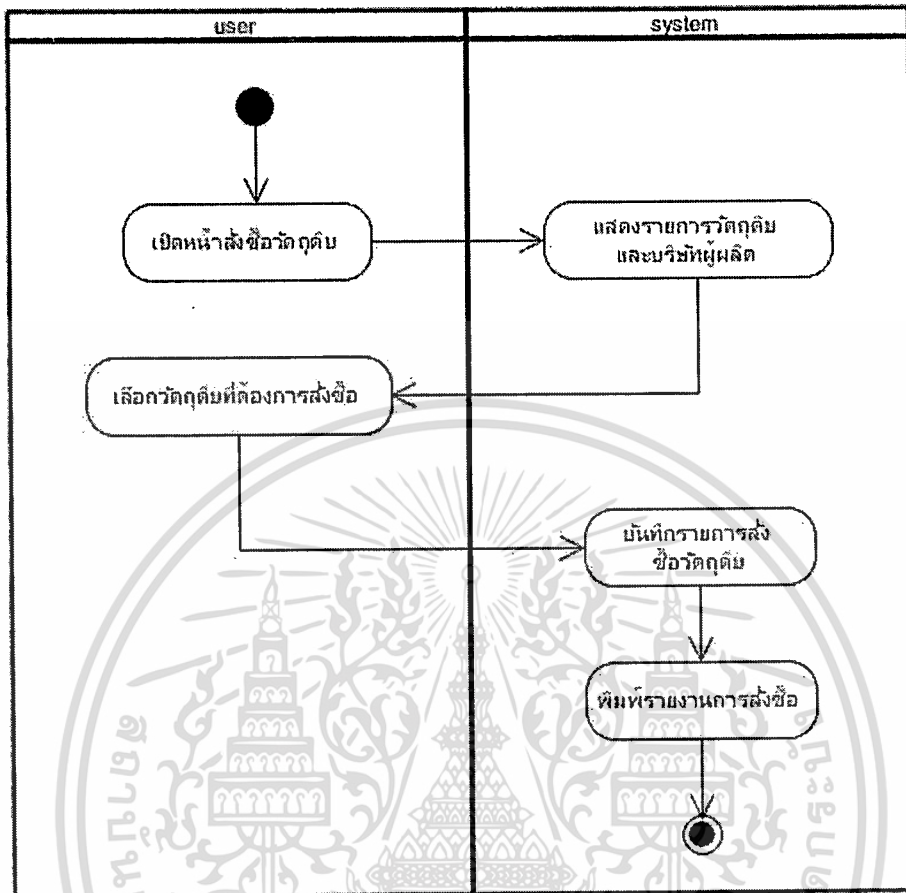 user
system
เปิดหน้าสั่งซื้อวัตถุดิบ
แสดงรายการวัตถุดิบ
และบริษัทผู้ผลิต
เลือกวัตถุดิบที่ต้องการสั่งซื้อ
บันทึกรายการสั่ง
ซื้อวัตถุดิบ
พิมพ์รายงานการสั่งซื้อ